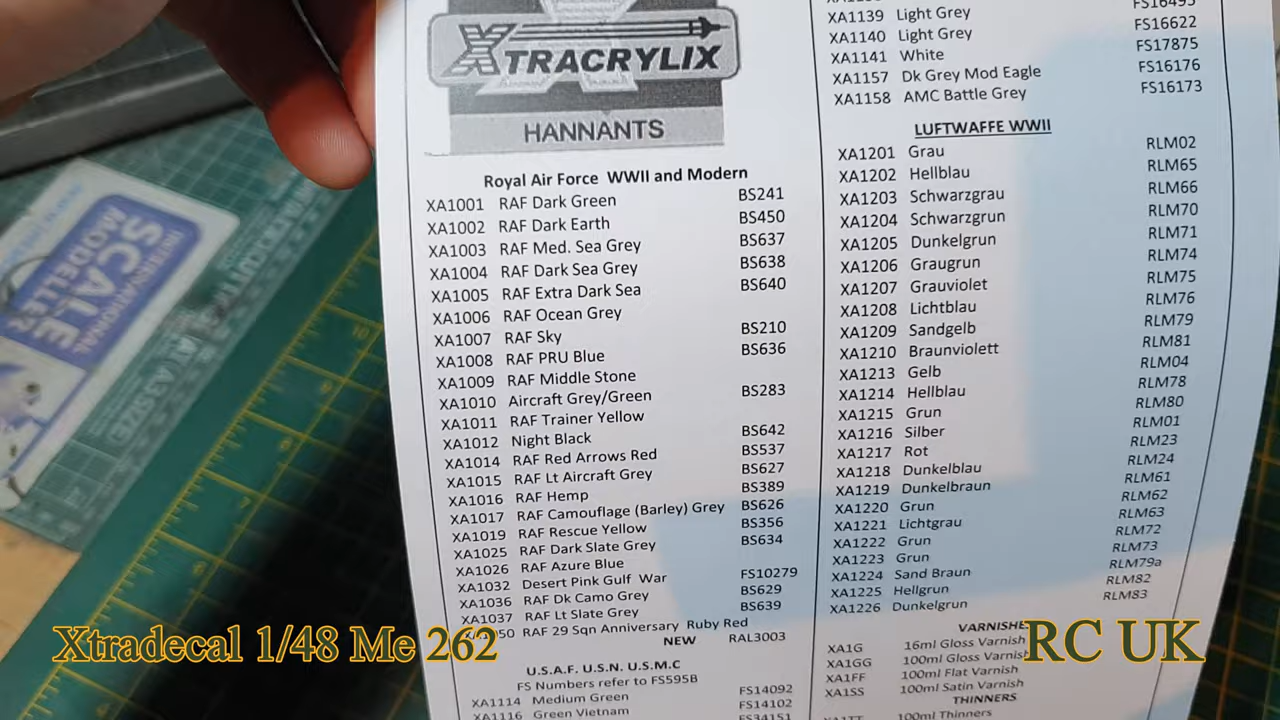 XTRACRYLIX
HANNANTS
Royal Air Force WWII and Modern
XA1001 RAF Dark Green BS241
XA1002 RAF Dark Earth BS450
XA1003 RAF Med. Sea Grey BS637
XA1004 RAF Dark Sea Grey BS638
XA1005 RAF Extra Dark Sea BS640
XA1006 RAF Ocean Grey
XA1007 RAF Sky BS210
XA1008 RAF PRU Blue BS636
XA1009 RAF Middle Stone
XA1010 Aircraft Grey/Green BS283
XA1011 RAF Trainer Yellow
XA1012 Night Black BS642
XA1014 RAF Red Arrows Red BS537
XA1015 RAF Lt Aircraft Grey BS627
XA1016 RAF Hemp BS389
XA1017 RAF Camouflage (Barley) Grey BS626
XA1019 RAF Rescue Yellow BS356
XA1025 RAF Dark Slate Grey BS634
XA1026 RAF Azure Blue
XA1032 Desert Pink Gulf War FS10279
XA1036 RAF Dk Camo Grey BS629
XA1037 RAF Lt Slate Grey BS639
RAF 29 Sqn Anniversary Ruby Red
NEW RAL3003
U.S.A.F. U.S.N. U.S.M.C
FS Numbers refer to FS595B
XA1114 Medium Green FS14092
XA1116 Green Vietnam FS14102
FS34151
FS16495
XA1139 Light Grey FS16622
XA1140 Light Grey FS17875
XA1141 White FS16176
XA1157 Dk Grey Mod Eagle FS16173
XA1158 AMC Battle Grey
LUFTWAFFE WWII
XA1201 Grau RLM02
XA1202 Hellblau RLM65
XA1203 Schwarzgrau RLM66
XA1204 Schwarzgrun RLM70
XA1205 Dunkelgrun RLM71
XA1206 Graugrun RLM74
XA1207 Grauviolet RLM75
XA1208 Lichtblau RLM76
XA1209 Sandgelb RLM79
XA1210 Braunviolett RLM81
XA1213 Gelb RLM04
XA1214 Hellblau RLM78
XA1215 Grun RLM80
XA1216 Silber RLM01
XA1217 Rot RLM23
XA1218 Dunkelblau RLM24
XA1219 Dunkelbraun RLM61
XA1220 Grun RLM62
XA1221 Lichtgrau RLM63
XA1222 Grun RLM72
XA1223 Grun RLM73
XA1224 Sand Braun RLM79a
XA1225 Hellgrun RLM82
XA1226 Dunkelgrun RLM83
VARNISHE
XA1G 16ml Gloss Varnish
XA1GG 100ml Gloss Varnish
XA1FF 100ml Flat Varnish
XA1SS 100ml Satin Varnish
THINNERS
100ml Thinners
INTERNATIONAL
SCALE
MODELLER
Xtradecal 1/48 Me 262
RC UK